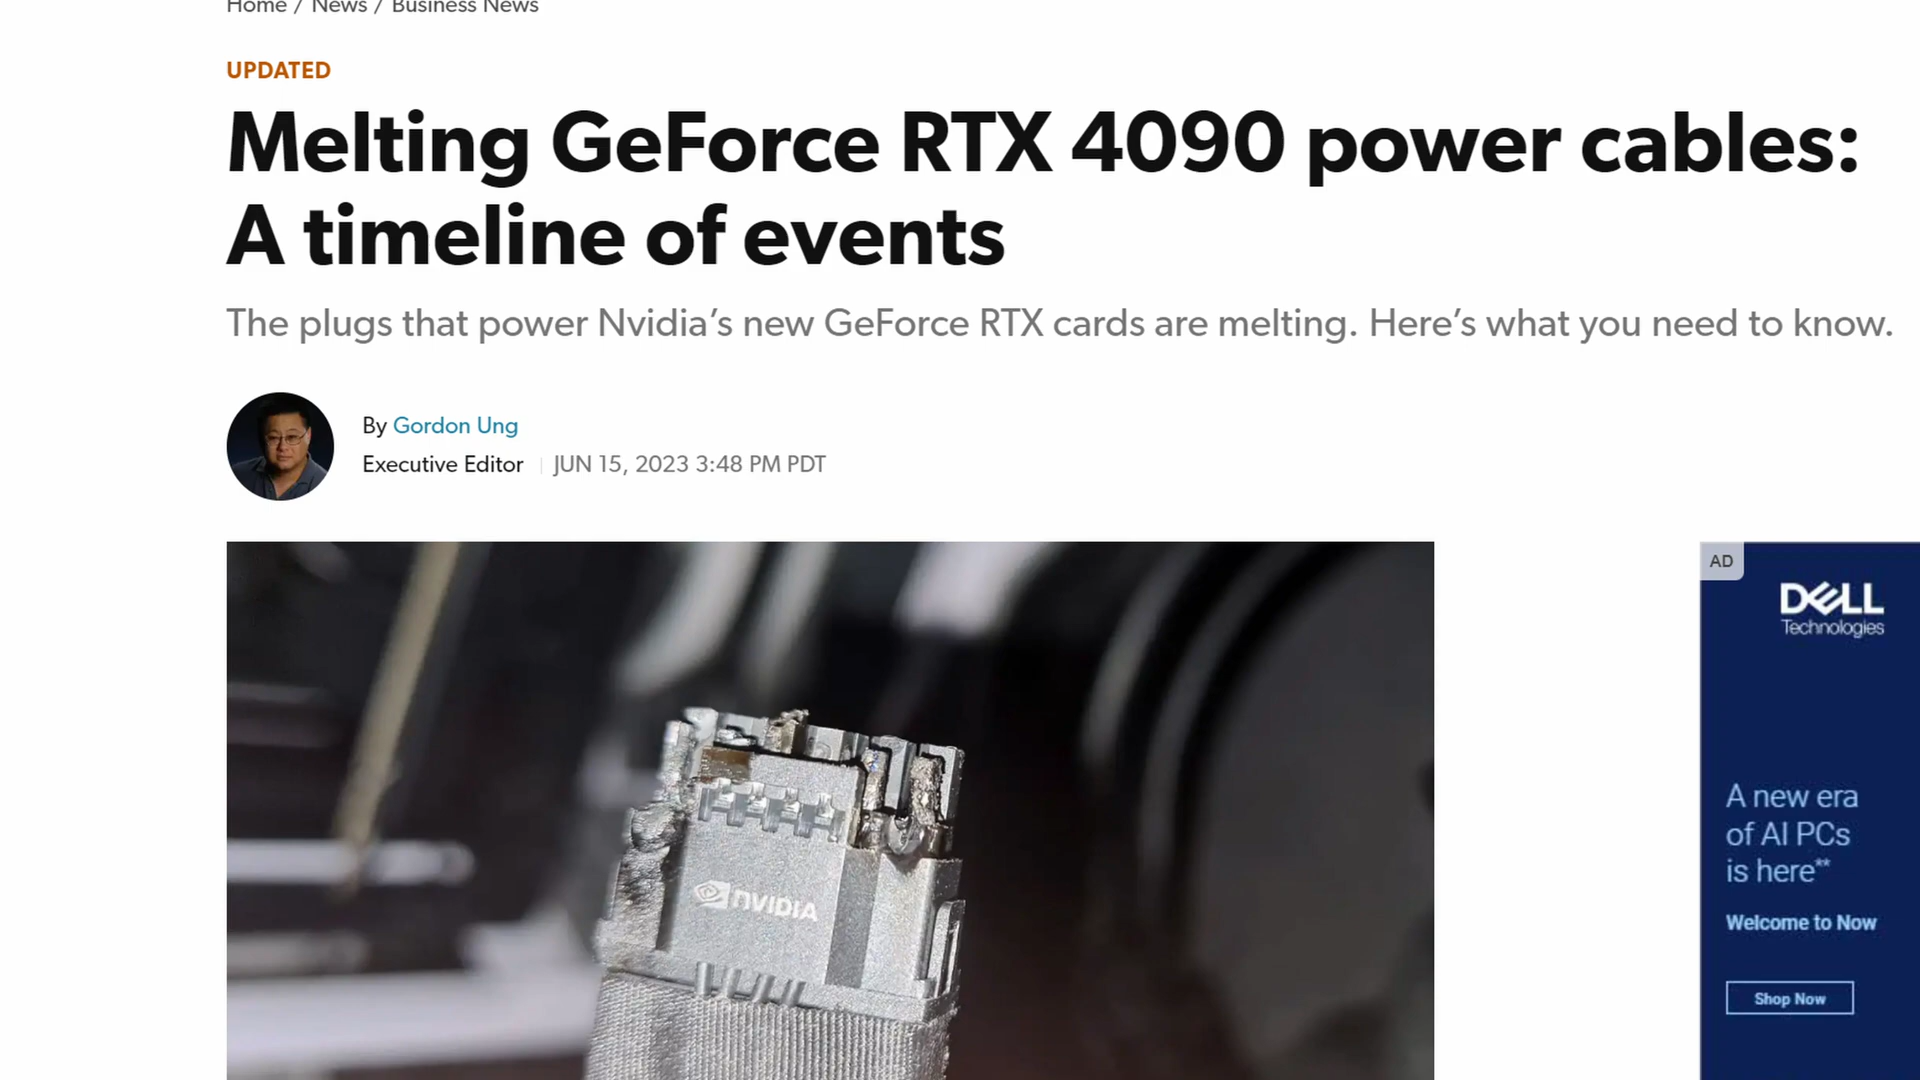 Home / News / Business News
UPDATED
Melting GeForce RTX 4090 power cables:
A timeline of events
The plugs that power Nvidia’s new GeForce RTX cards are melting. Here’s what you need to know.
By Gordon Ung
Executive Editor | JUN 15, 2023 3:48 PM PDT
NVIDIA
AD
DELL
Technologies
A new era
of AI PCs
is here**
Welcome to Now
Shop Now